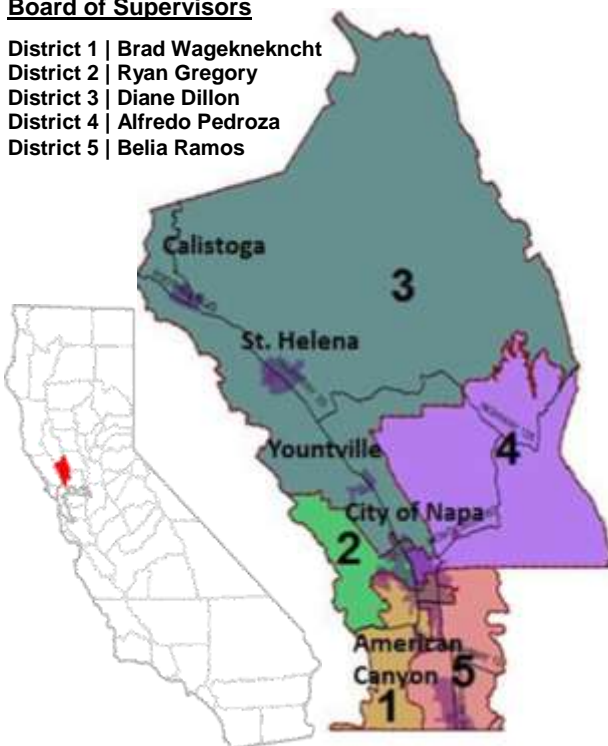 Board of Supervisors
District 1 | Brad Wagekneкncht
District 2 | Ryan Gregory
District 3 | Diane Dillon
District 4 | Alfredo Pedroza
District 5 | Belia Ramos
Calistoga
3
St. Helena
4
Yountville
City of Napa
2
American
Canyon
5
1